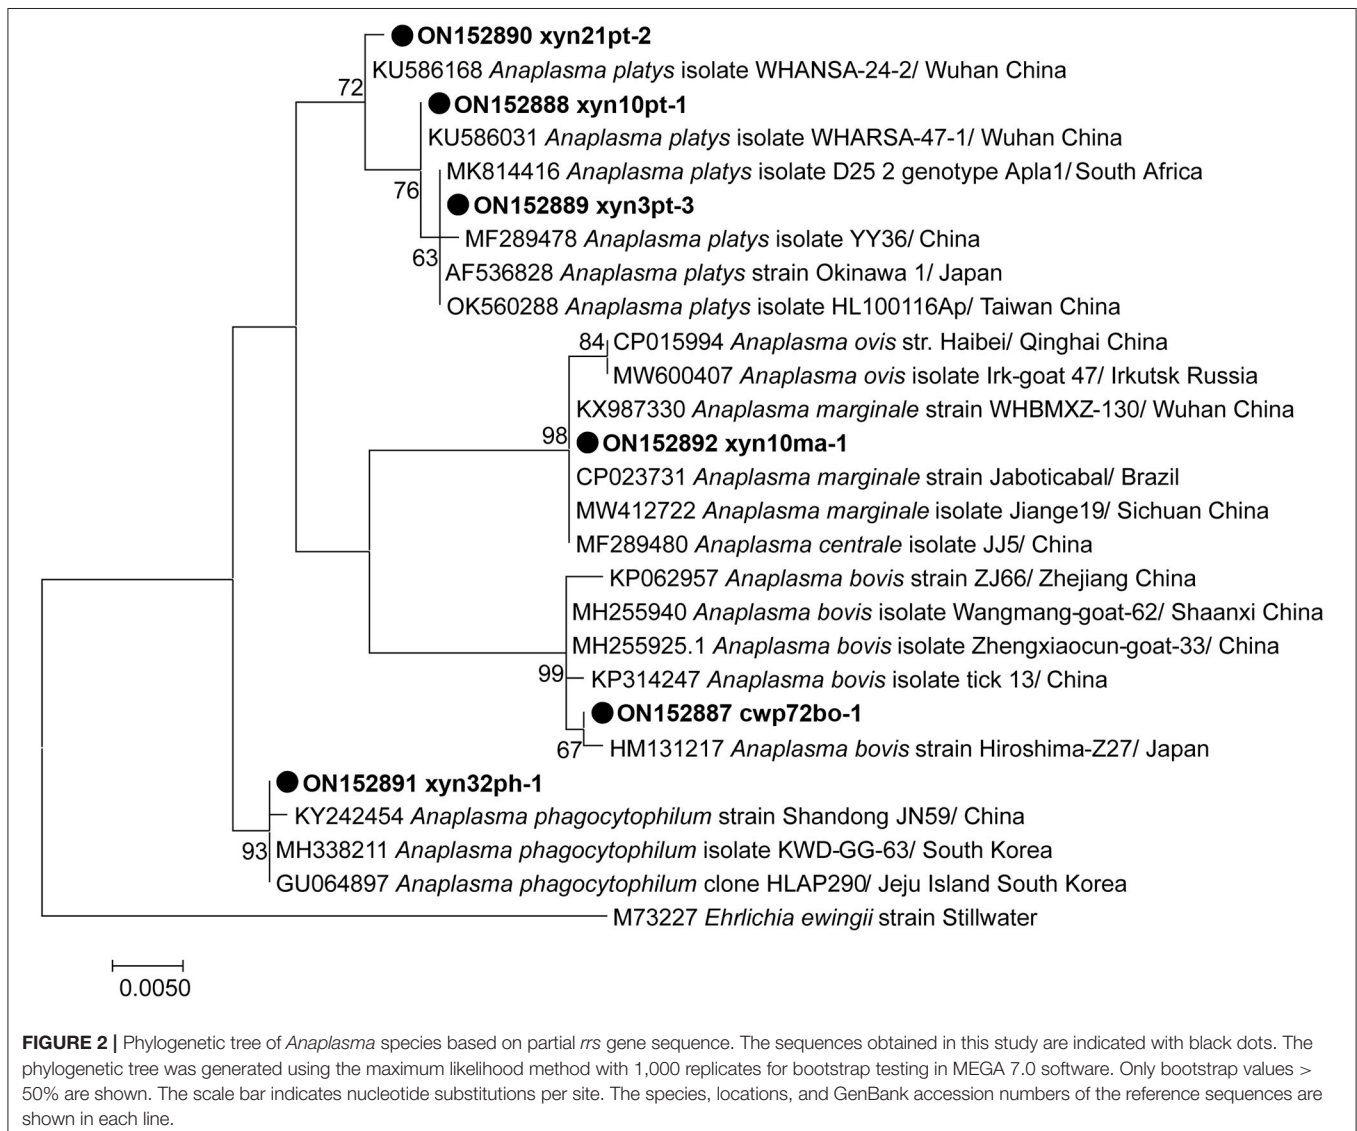 ON152890 xyn21pt-2
KU586168 Anaplasma platys isolate WHANSA-24-2/ Wuhan China
72
ON152888 xyn10pt-1
KU586031 Anaplasma platys isolate WHARSA-47-1/ Wuhan China
MK814416 Anaplasma platys isolate D25 2 genotype Apla1/ South Africa
76
ON152889 xyn3pt-3
MF289478 Anaplasma platys isolate YY36/ China
63
AF536828 Anaplasma platys strain Okinawa 1/ Japan
OK560288 Anaplasma platys isolate HL100116Ap/ Taiwan China
84
CP015994 Anaplasma ovis str. Haibei/ Qinghai China
MW600407 Anaplasma ovis isolate Irk-goat 47/ Irkutsk Russia
KX987330 Anaplasma marginale strain WHBMXZ-130/ Wuhan China
98
ON152892 xyn10ma-1
CP023731 Anaplasma marginale strain Jaboticabal/ Brazil
MW412722 Anaplasma marginale isolate Jiange19/ Sichuan China
MF289480 Anaplasma centrale isolate JJ5/ China
KP062957 Anaplasma bovis strain ZJ66/ Zhejiang China
MH255940 Anaplasma bovis isolate Wangmang-goat-62/ Shaanxi China
MH255925.1 Anaplasma bovis isolate Zhengxiaocun-goat-33/ China
99
KP314247 Anaplasma bovis isolate tick 13/ China
ON152887 cwp72bo-1
67
HM131217 Anaplasma bovis strain Hiroshima-Z27/ Japan
ON152891 xyn32ph-1
KY242454 Anaplasma phagocytophilum strain Shandong JN59/ China
93
MH338211 Anaplasma phagocytophilum isolate KWD-GG-63/ South Korea
GU064897 Anaplasma phagocytophilum clone HLAP290/ Jeju Island South Korea
M73227 Ehrlichia ewingii strain Stillwater
0.0050
FIGURE 2 | Phylogenetic tree of Anaplasma species based on partial rrs gene sequence. The sequences obtained in this study are indicated with black dots. The
phylogenetic tree was generated using the maximum likelihood method with 1,000 replicates for bootstrap testing in MEGA 7.0 software. Only bootstrap values >
50% are shown. The scale bar indicates nucleotide substitutions per site. The species, locations, and GenBank accession numbers of the reference sequences are
shown in each line.